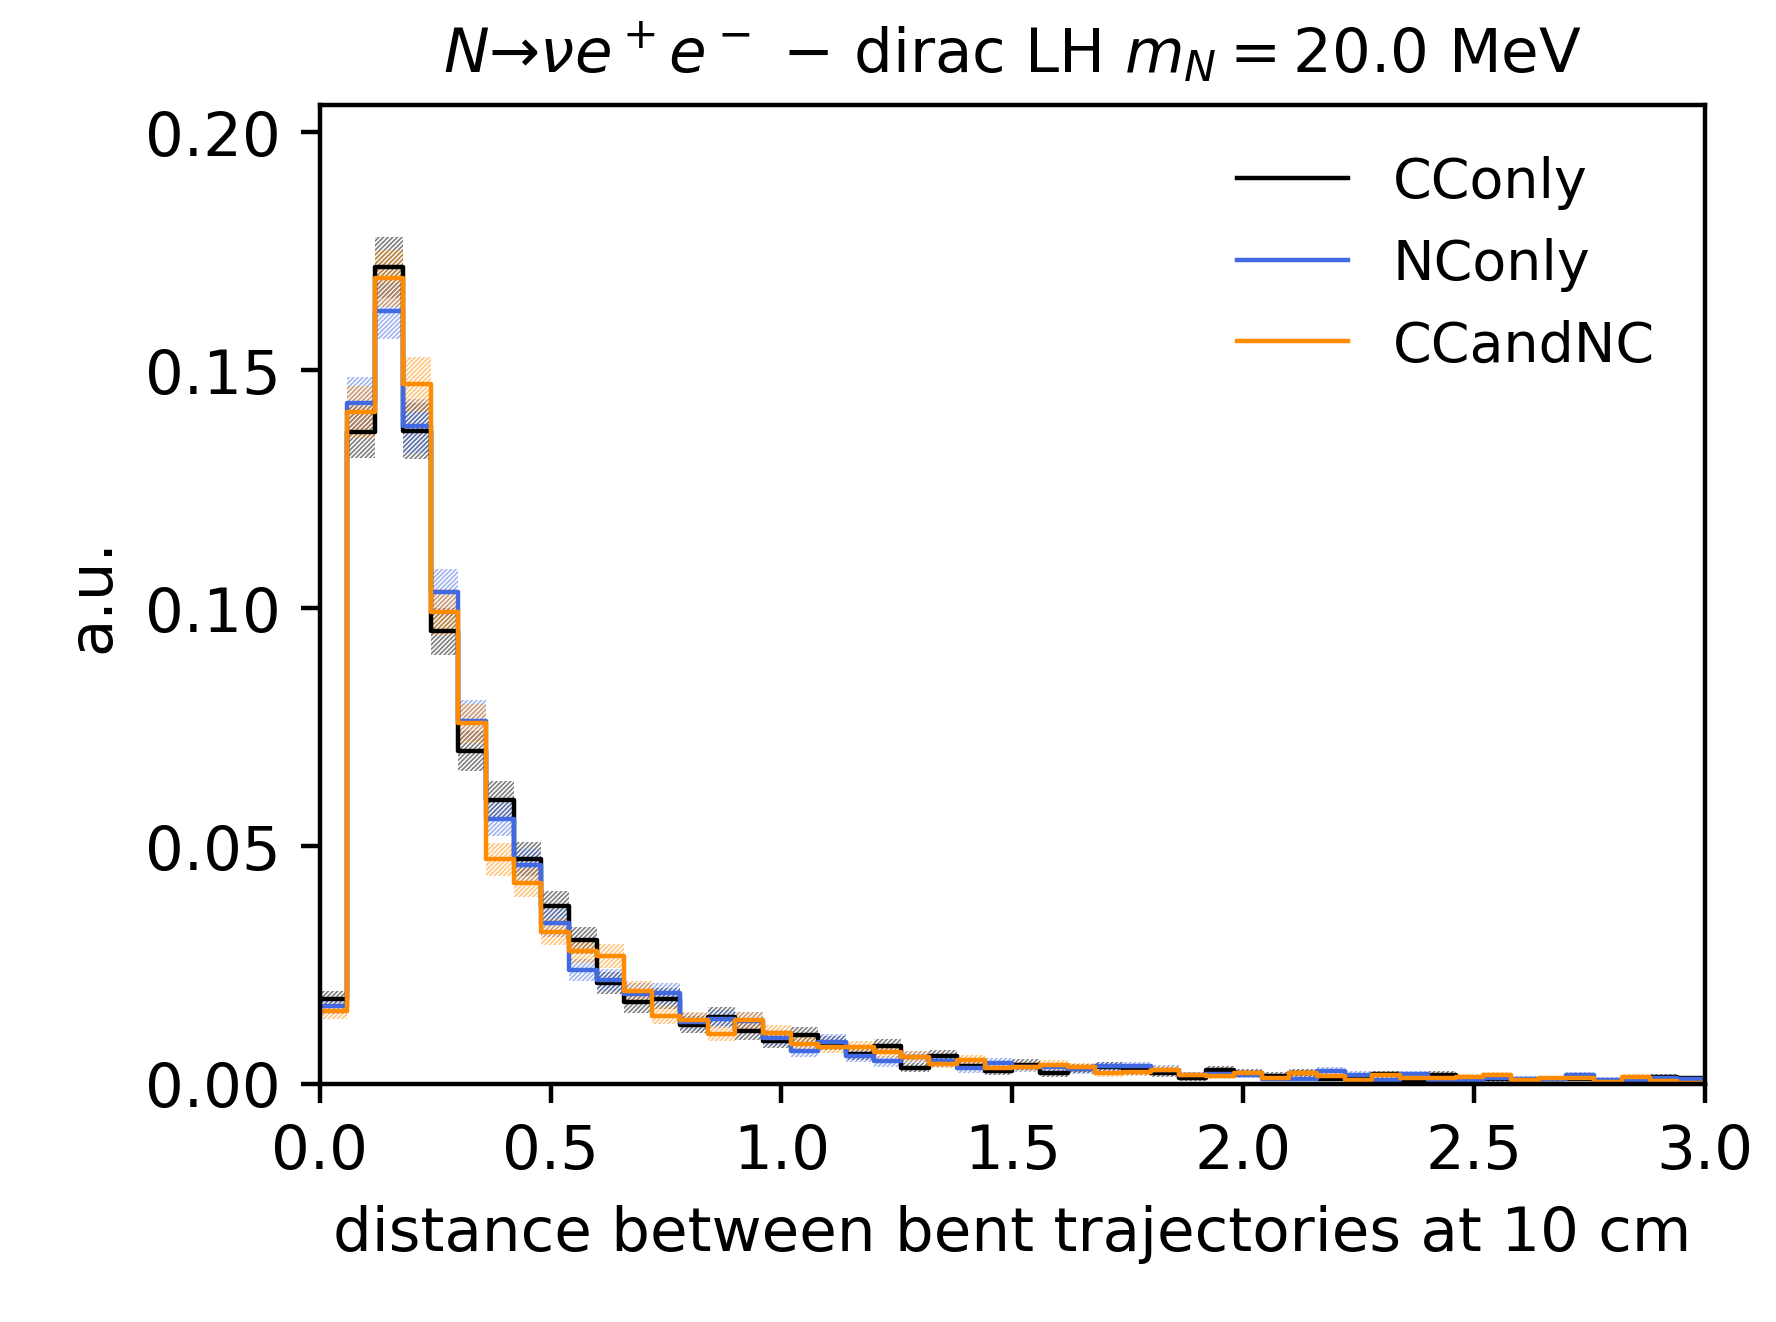 N→νe⁺e⁻ − dirac LH m_N = 20.0 MeV
CConly
NConly
CCandNC
0.20
0.15
0.10
0.05
0.00
a.u.
0.0 0.5 1.0 1.5 2.0 2.5 3.0
distance between bent trajectories at 10 cm